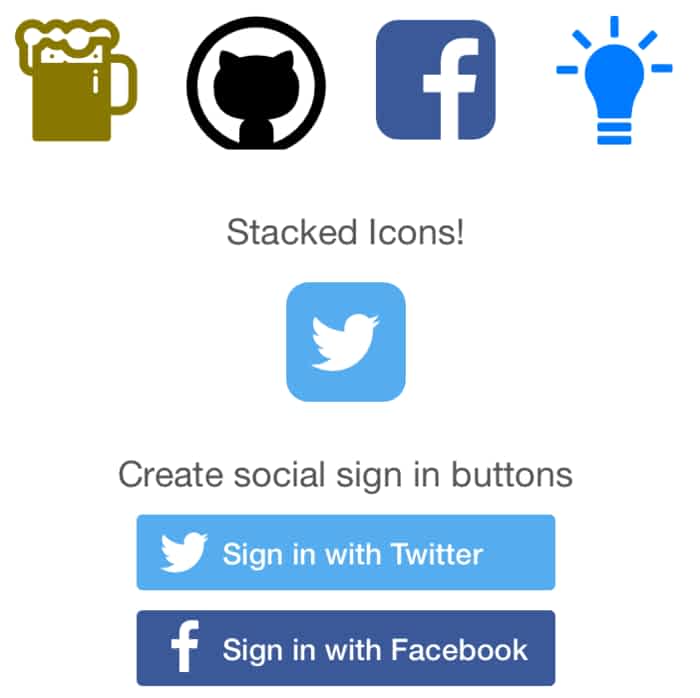 Stacked Icons!
Create social sign in buttons
Sign in with Twitter
Sign in with Facebook